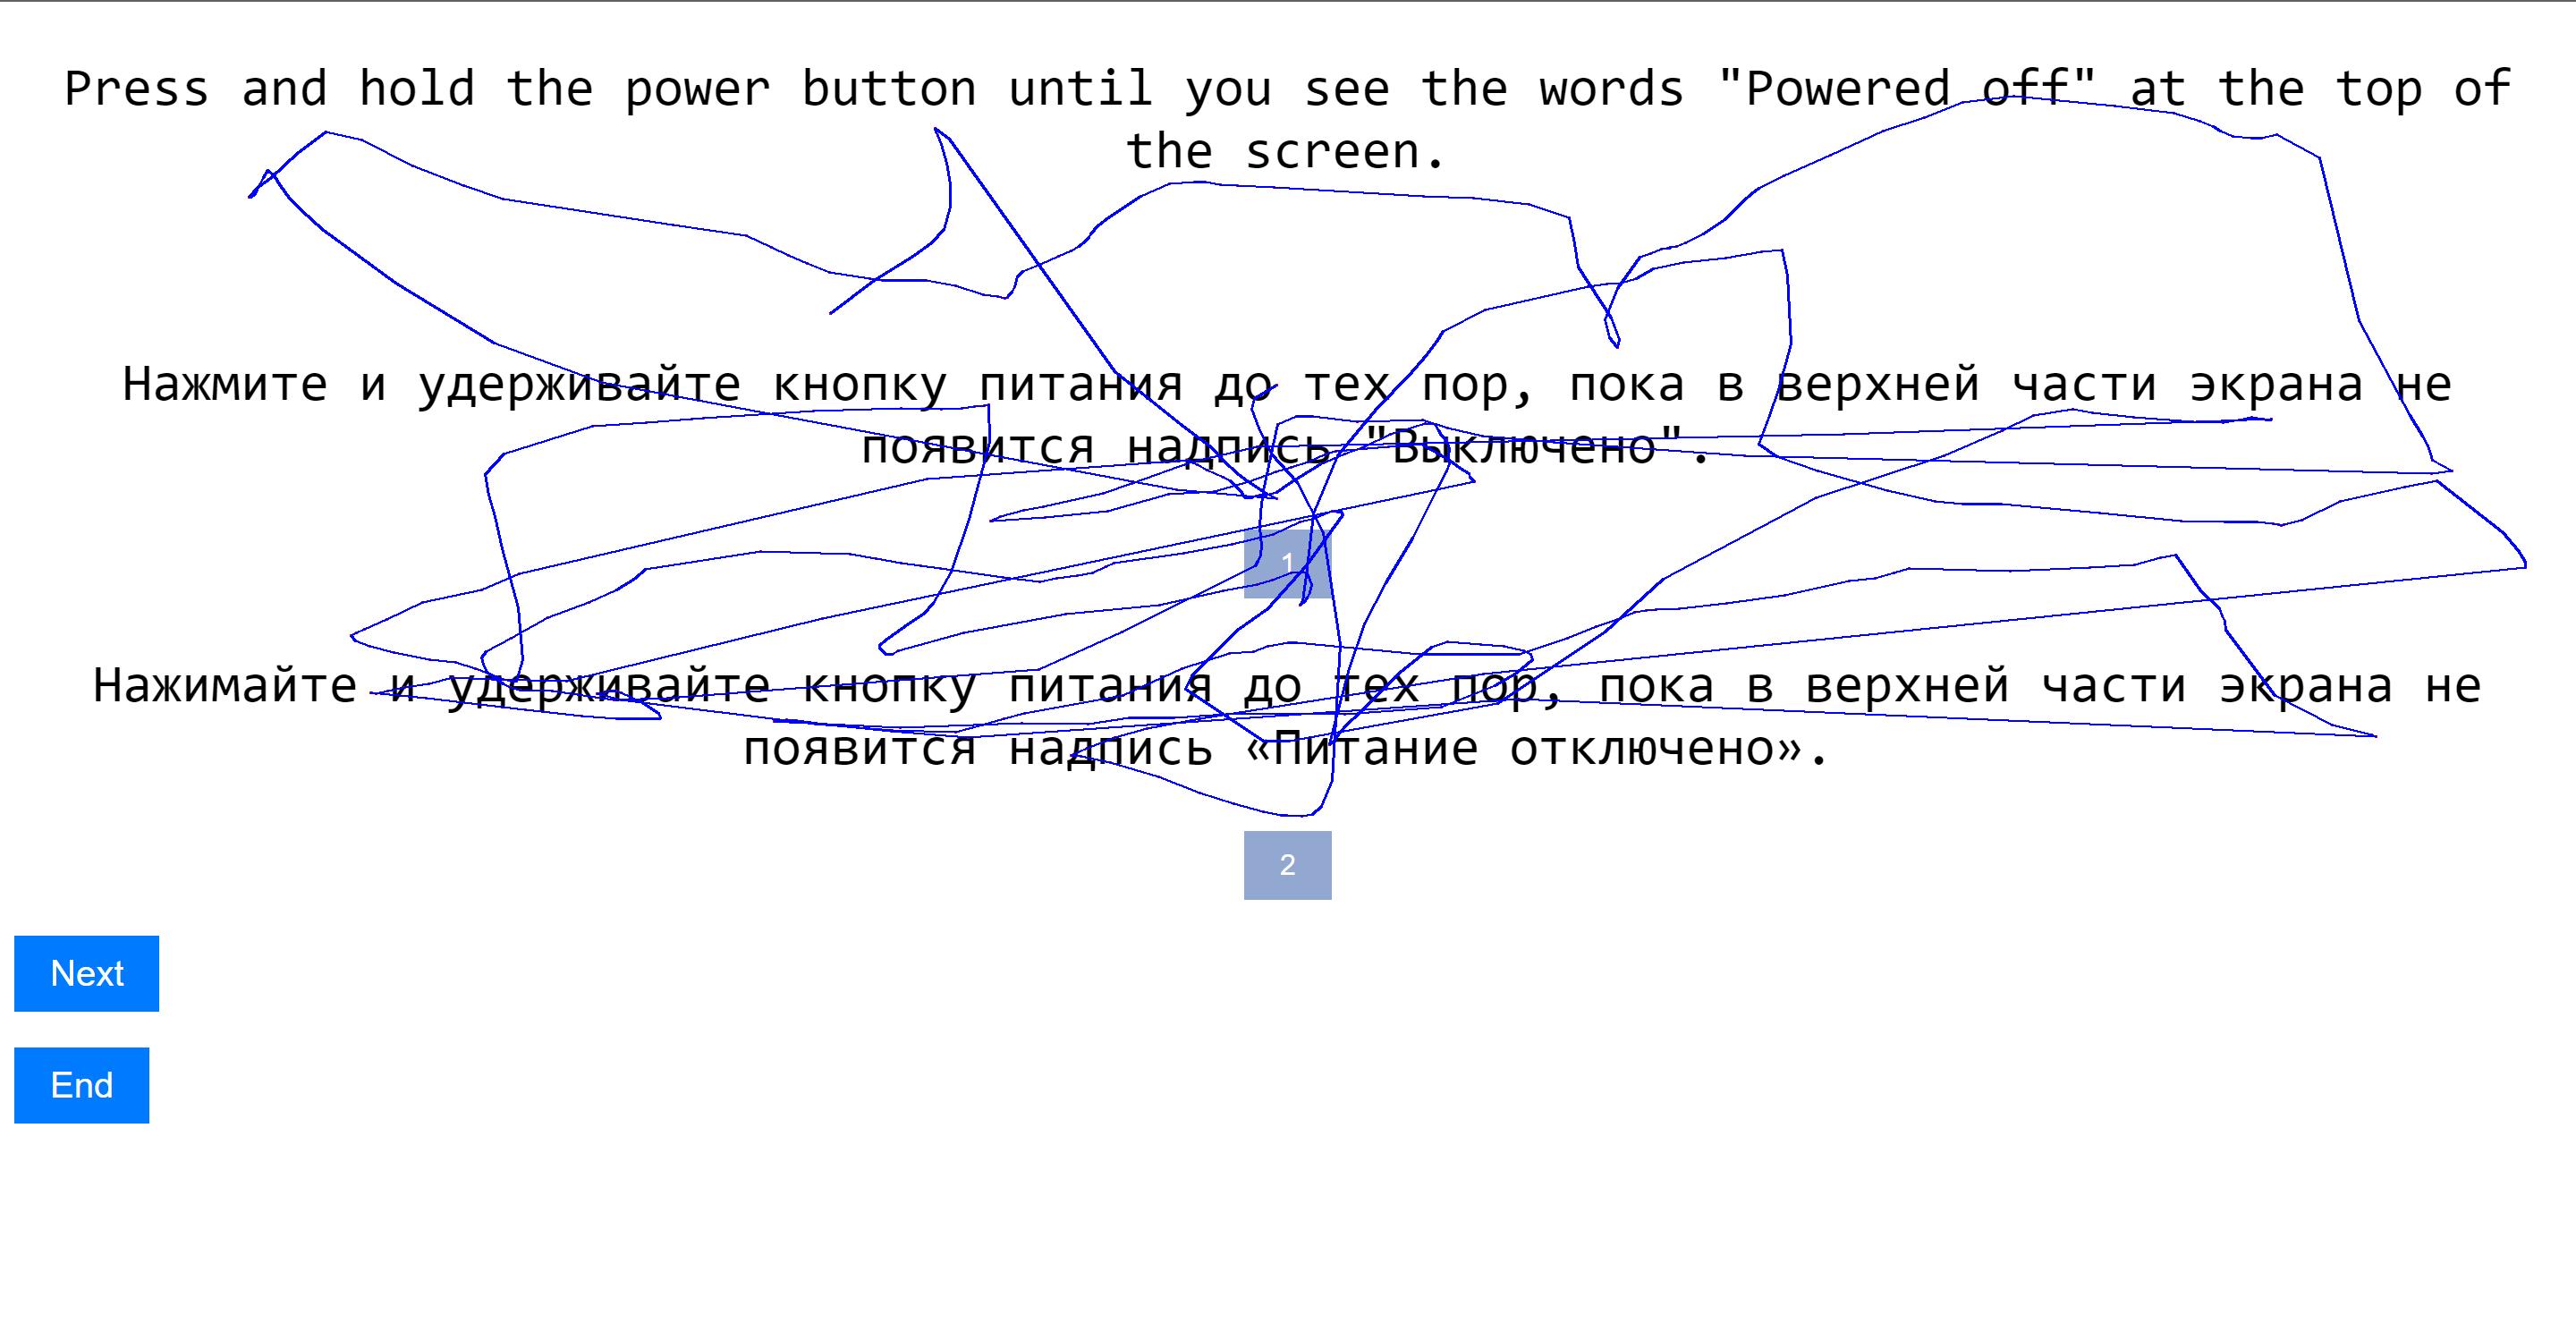 Press and hold the power button until you see the words "Powered off" at the top of
the screen.
Нажмите и удерживайте кнопку питания до тех пор, пока в верхней части экрана не
появится надпись "Выключено".
1
Нажимайте и удерживайте кнопку питания до тех пор, пока в верхней части экрана не
появится надпись «Питание отключено».
2
Next
End